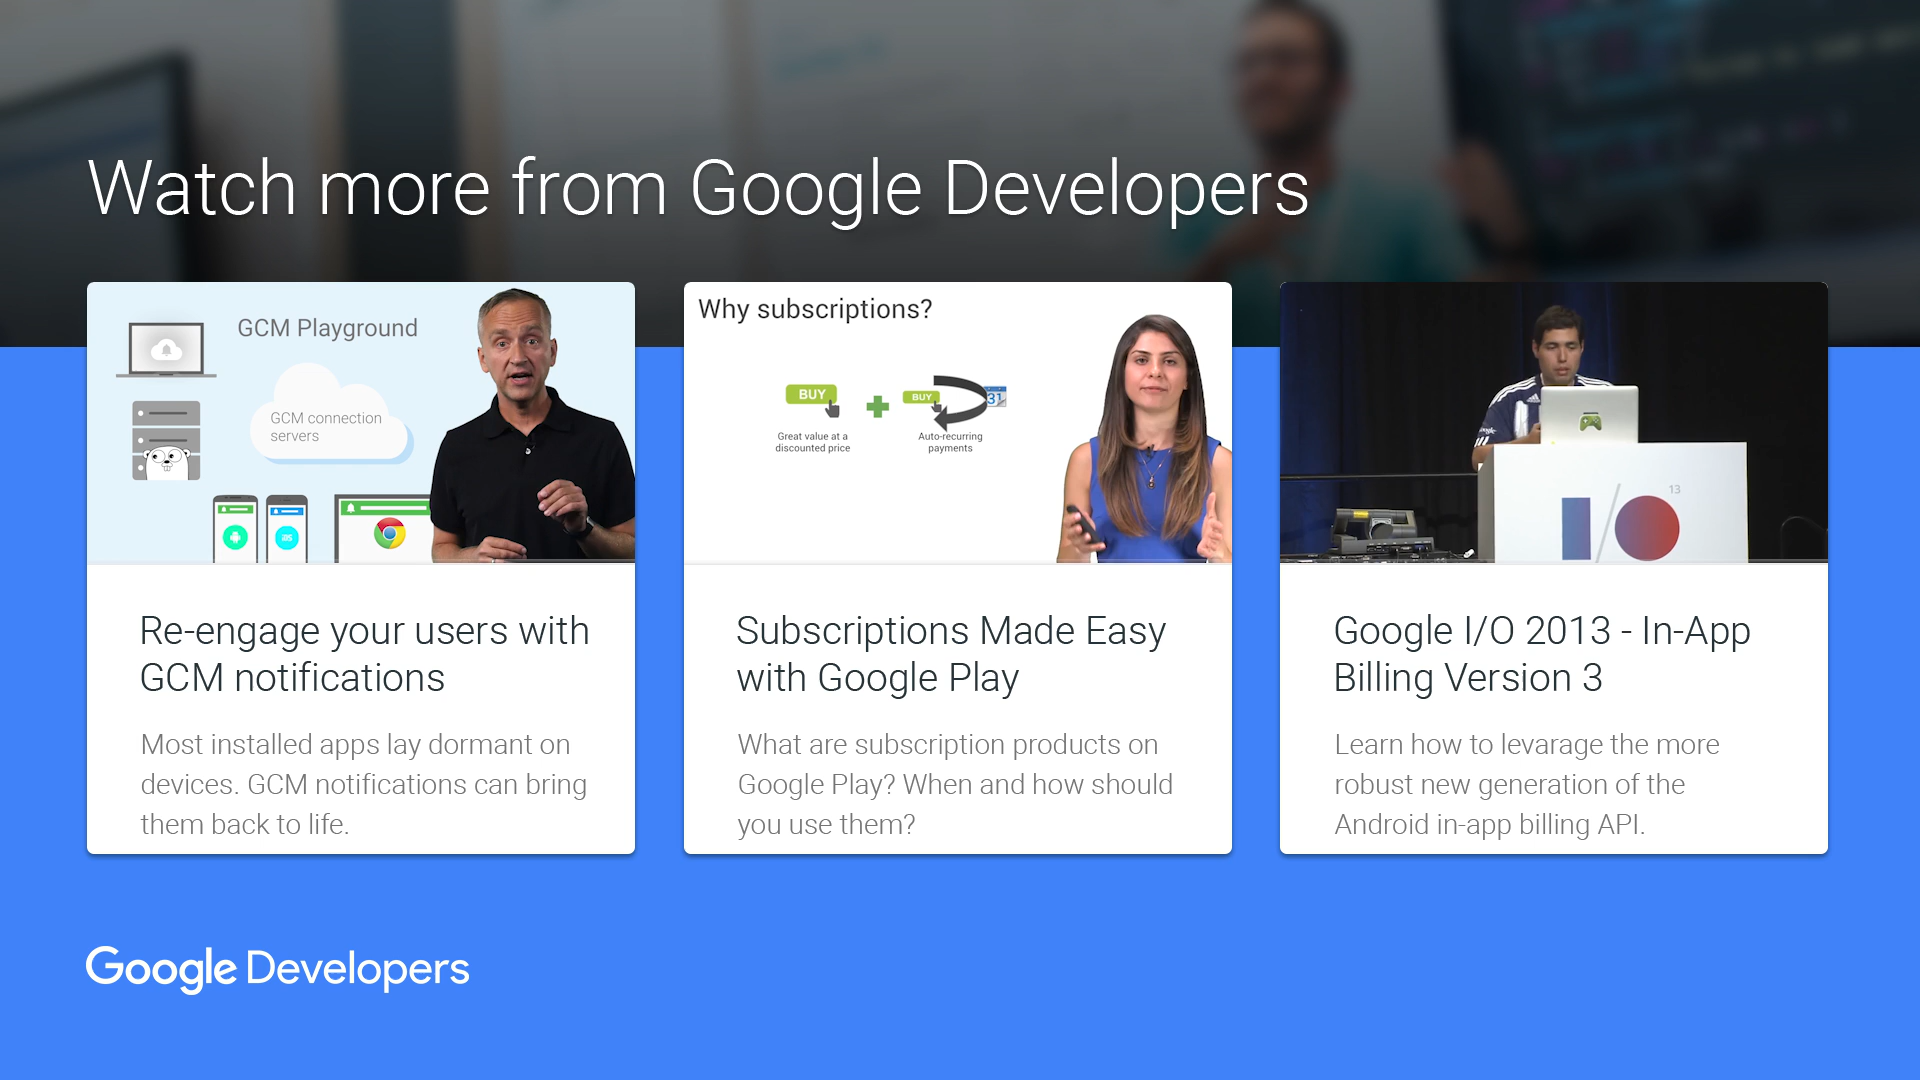 Watch more from Google Developers
GCM Playground
GCM connection
servers
iOS
Why subscriptions?
BUY
BUY
31
Great value at a
discounted price
Auto-recurring
payments
Google
I/O
13
Re-engage your users with
GCM notifications
Most installed apps lay dormant on
devices. GCM notifications can bring
them back to life.
Subscriptions Made Easy
with Google Play
What are subscription products on
Google Play? When and how should
you use them?
Google I/O 2013 - In-App
Billing Version 3
Learn how to levarage the more
robust new generation of the
Android in-app billing API.
Google Developers